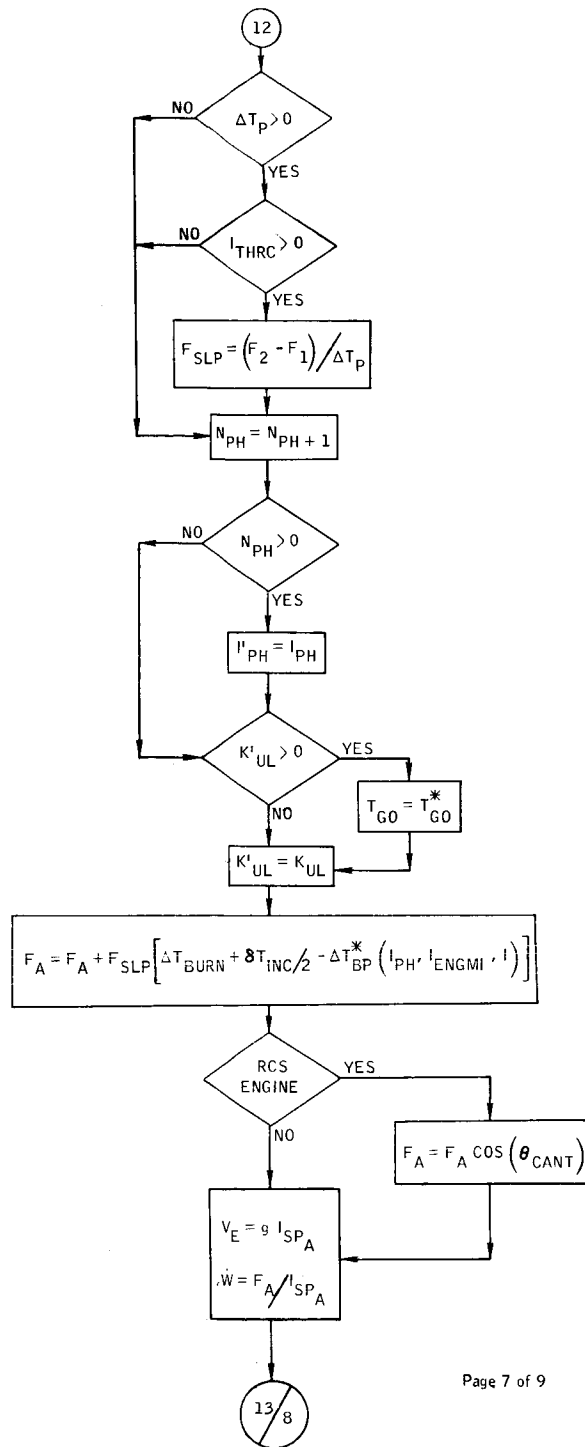 12
NO
ΔT_P > 0
YES
NO
I_THRC > 0
YES
F_SLP = (F_2 - F_1) / ΔT_P
N_PH = N_PH + 1
NO
N_PH > 0
YES
I'_PH = I_PH
K'_UL > 0
YES
T_GO = T*_GO
NO
K'_UL = K_UL
F_A = F_A + F_SLP [ΔT_BURN + δT_INC/2 - ΔT*_BP (I_PH, I_ENGMI, I)]
RCS
ENGINE
YES
NO
F_A = F_A COS (θ_CANT)
V_E = g I_SP_A
Ẇ = F_A / I_SP_A
Page 7 of 9
13/8